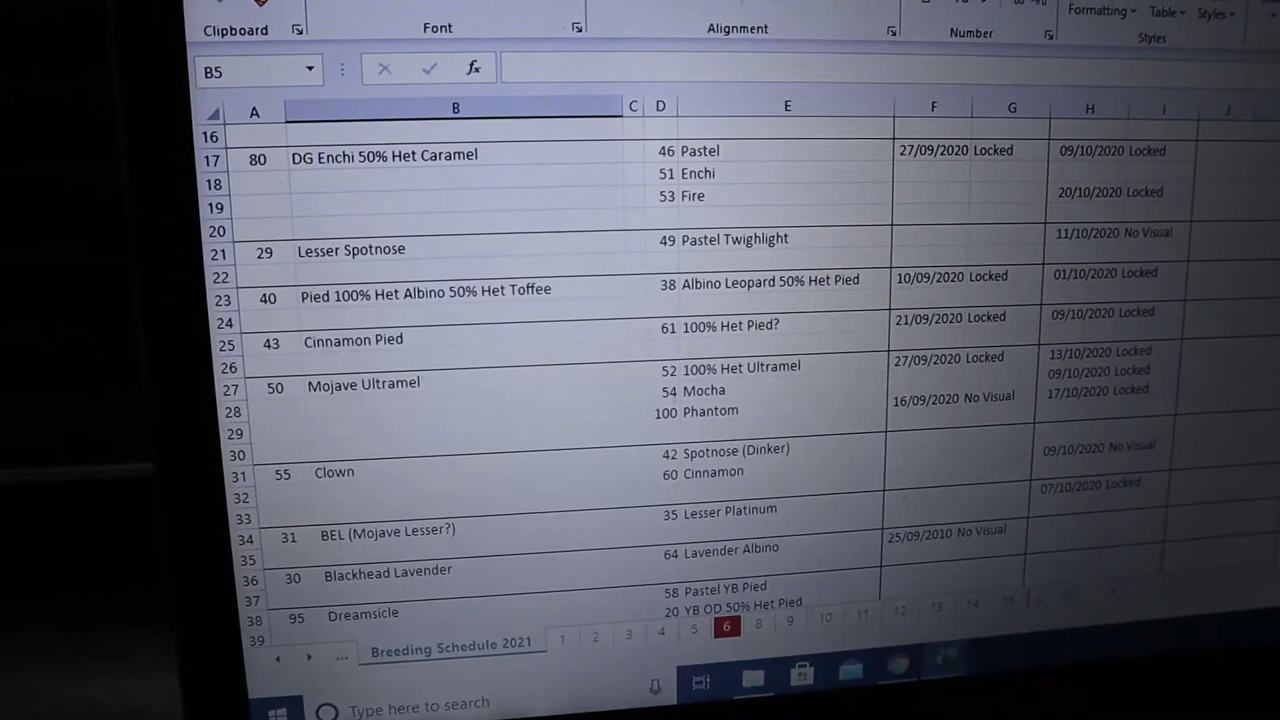 Formatting Table Styles
Clipboard Font Alignment Number Styles
B5 fx
A B C D E F G H I J
16
17 80 DG Enchi 50% Het Caramel 46 Pastel 27/09/2020 Locked 09/10/2020 Locked
18 51 Enchi
19 53 Fire 20/10/2020 Locked
20
21 29 Lesser Spotnose 49 Pastel Twighlight 11/10/2020 No Visual
22
23 40 Pied 100% Het Albino 50% Het Toffee 38 Albino Leopard 50% Het Pied 10/09/2020 Locked 01/10/2020 Locked
24
25 43 Cinnamon Pied 61 100% Het Pied? 21/09/2020 Locked 09/10/2020 Locked
26
27 50 Mojave Ultramel 52 100% Het Ultramel 27/09/2020 Locked 13/10/2020 Locked
28 54 Mocha 09/10/2020 Locked
29 100 Phantom 16/09/2020 No Visual 17/10/2020 Locked
30
31 55 Clown 42 Spotnose (Dinker) 09/10/2020 No Visual
32 60 Cinnamon
33
34 31 BEL (Mojave Lesser?) 35 Lesser Platinum 07/10/2020 Locked
35
36 30 Blackhead Lavender 64 Lavender Albino 25/09/2010 No Visual
37
38 95 Dreamsicle 58 Pastel YB Pied
39 20 YB OD 50% Het Pied
... Breeding Schedule 2021 1 2 3 4 5 6 8 9 10 11 12 13 14 15
Type here to search